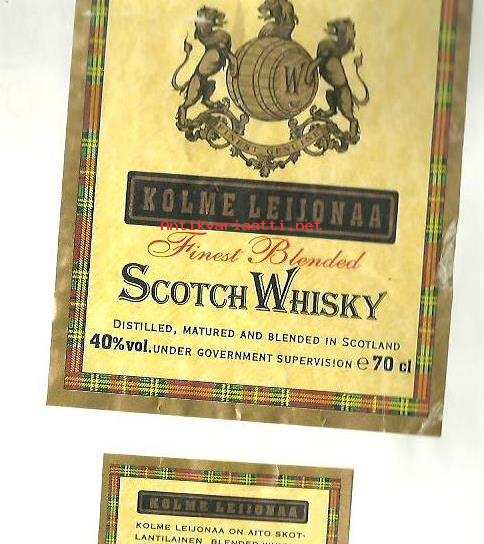 W
KOLME LEIJONAA
antikvariaatti.net
Finest Blended
SCOTCH WHISKY
DISTILLED, MATURED AND BLENDED IN SCOTLAND
40%vol. UNDER GOVERNMENT SUPERVISION e 70 cl
KOLME LEIJONAA
KOLME LEIJONAA ON AITO SKOT-
LANTILAINEN, BLENDED